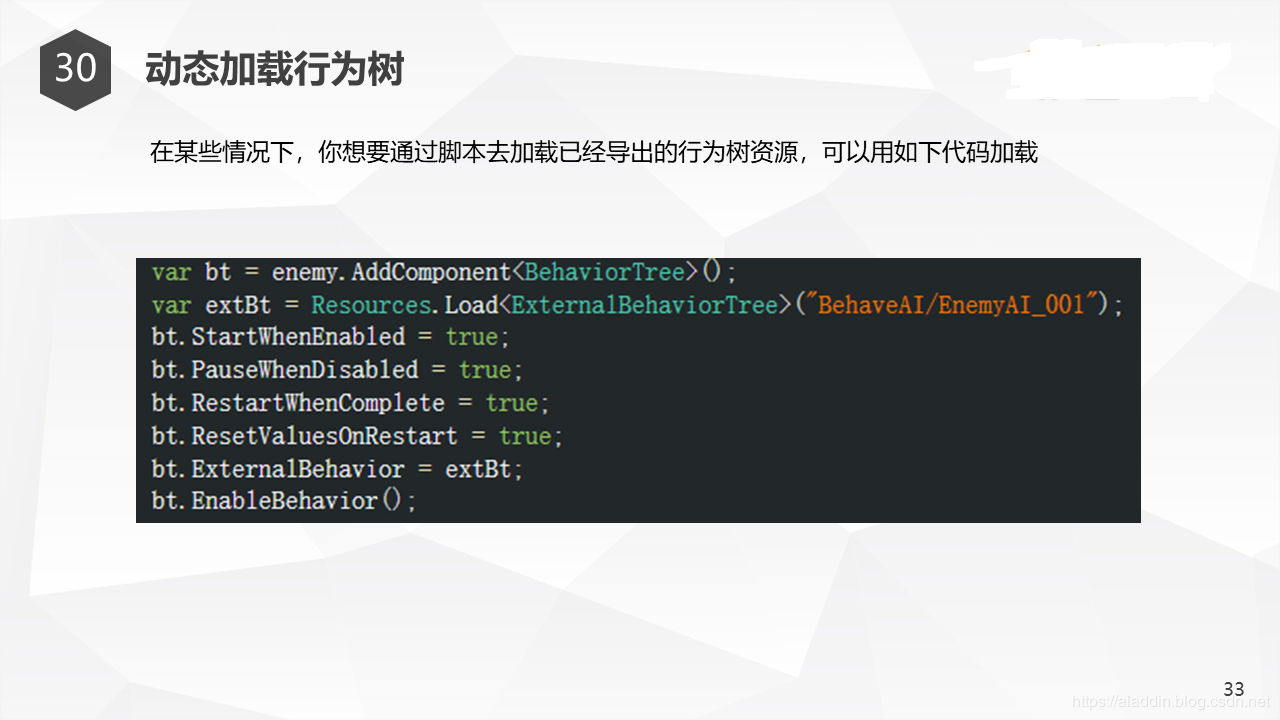 30
动态加载行为树
在某些情况下，你想要通过脚本去加载已经导出的行为树资源，可以用如下代码加载
var bt = enemy.AddComponent<BehaviorTree>();
var extBt = Resources.Load<ExternalBehaviorTree>("BehaveAI/EnemyAI_001");
bt.StartWhenEnabled = true;
bt.PauseWhenDisabled = true;
bt.RestartWhenComplete = true;
bt.ResetValuesOnRestart = true;
bt.ExternalBehavior = extBt;
bt.EnableBehavior();
33
https://aladdin.blog.csdn.net